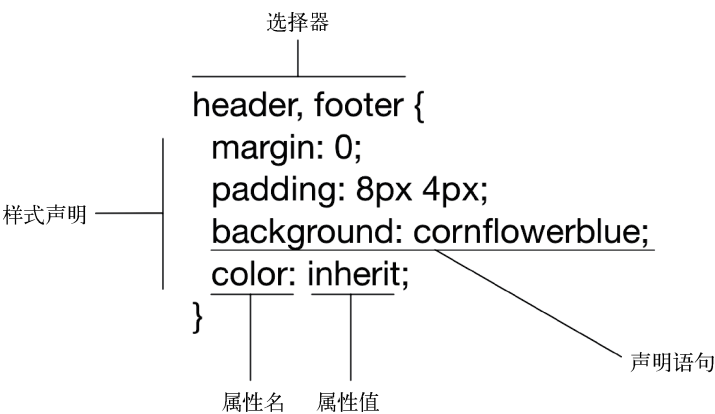 选择器
header, footer {
margin: 0;
padding: 8px 4px;
样式声明
background: cornflowerblue;
color: inherit;
}
声明语句
属性名 属性值